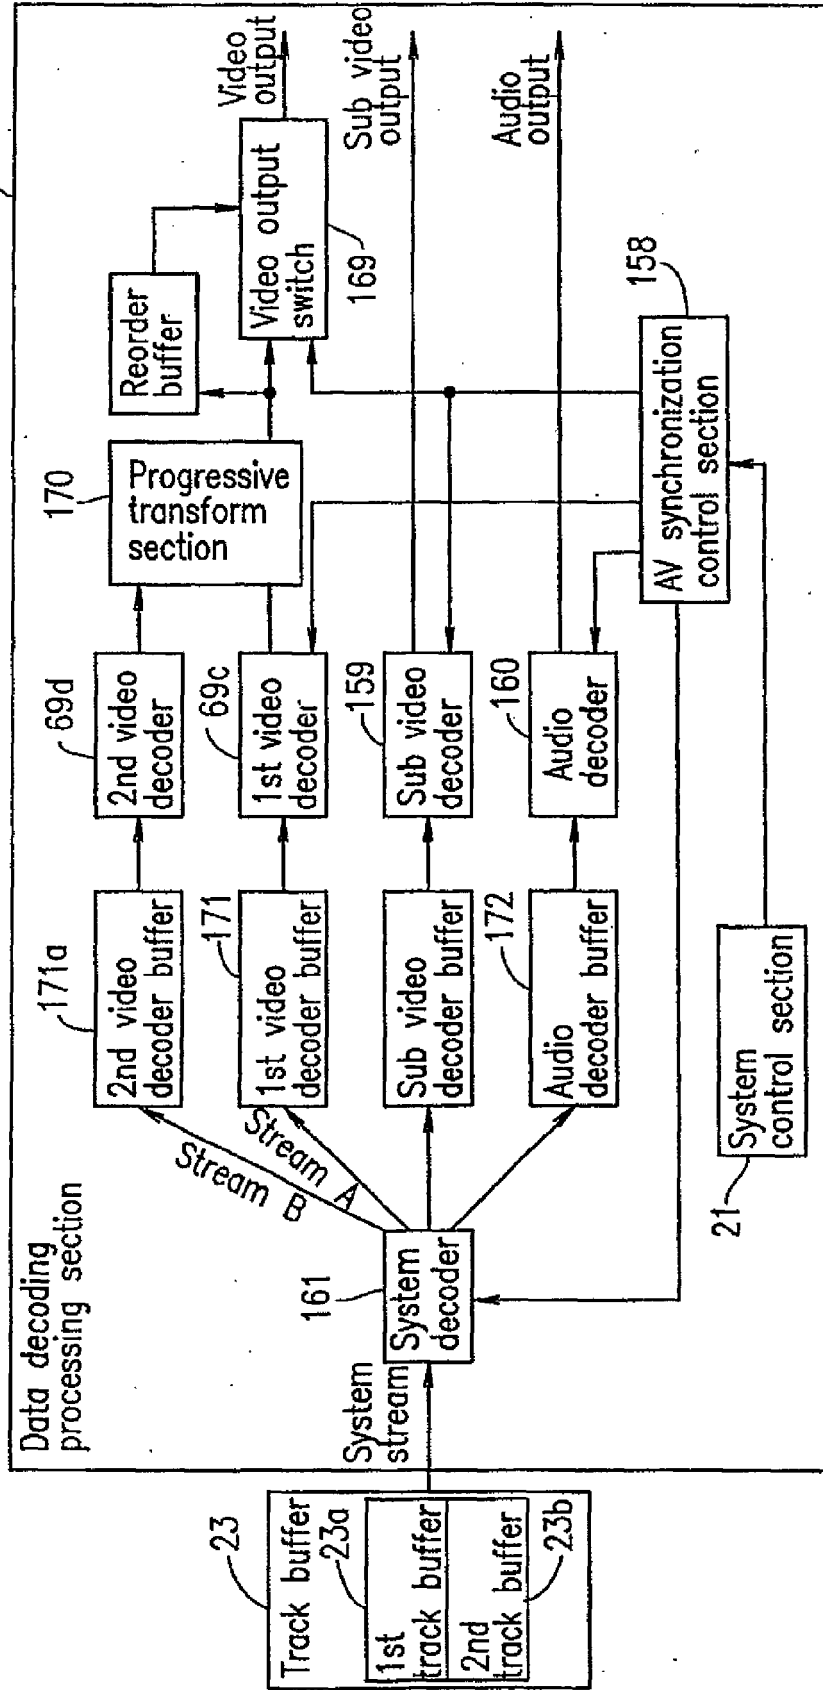 Data decoding
processing section
23
Track buffer
23a
1st
track buffer
2nd
track buffer
23b
System
stream
161
System
decoder
Stream B
Stream A
171a
2nd video
decoder buffer
171
1st video
decoder buffer
Sub video
decoder buffer
172
Audio
decoder buffer
21
System
control section
69d
2nd video
decoder
69c
1st video
decoder
159
Sub video
decoder
160
Audio
decoder
170
Progressive
transform
section
Reorder
buffer
Video output
switch
169
158
AV synchronization
control section
Video
output
Sub video
output
Audio
output